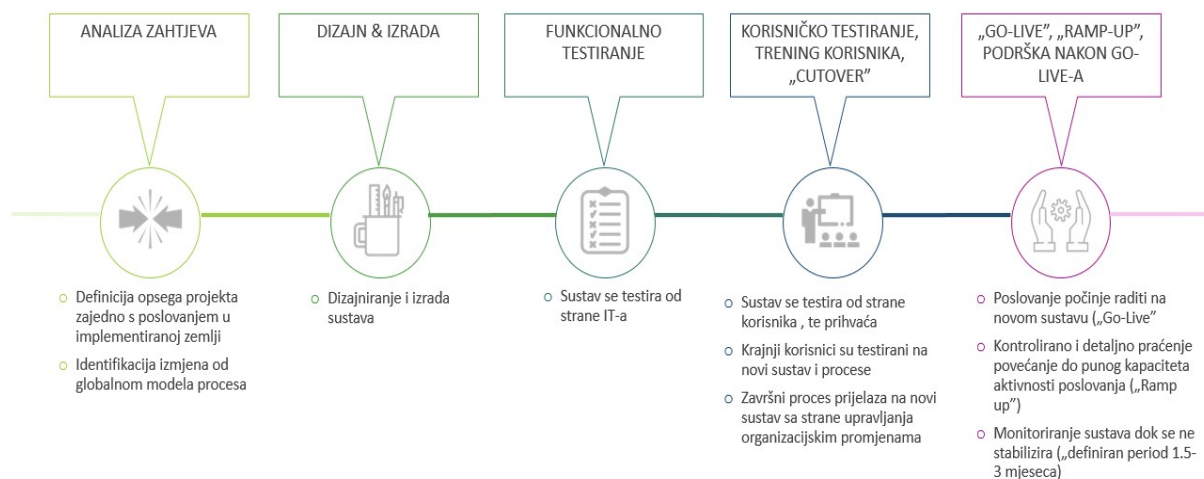 ANALIZA ZAHTJEVA
DIZAJN & IZRADA
FUNKCIONALNO
TESTIRANJE
KORISNIČKO TESTIRANJE,
TRENING KORISNIKA,
„CUTOVER”
„GO-LIVE”, „RAMP-UP”,
PODRŠKA NAKON GO-
LIVE-A
Definicija opsega projekta
zajedno s poslovanjem u
implementiranoj zemlji
Identifikacija izmjena od
globalnom modela procesa
Dizajniranje i izrada
sustava
Sustav se testira od
strane IT-a
Sustav se testira od strane
korisnika , te prihvaća
Krajnji korisnici su testirani na
novi sustav i procese
Završni proces prijelaza na novi
sustav sa strane upravljanja
organizacijskim promjenama
Poslovanje počinje raditi na
novom sustavu („Go-Live”
Kontrolirano i detaljno praćenje
povećanje do punog kapaciteta
aktivnosti poslovanja („Ramp
up”)
Monitoriranje sustava dok se ne
stabilizira („definiran period 1.5-
3 mjeseca)